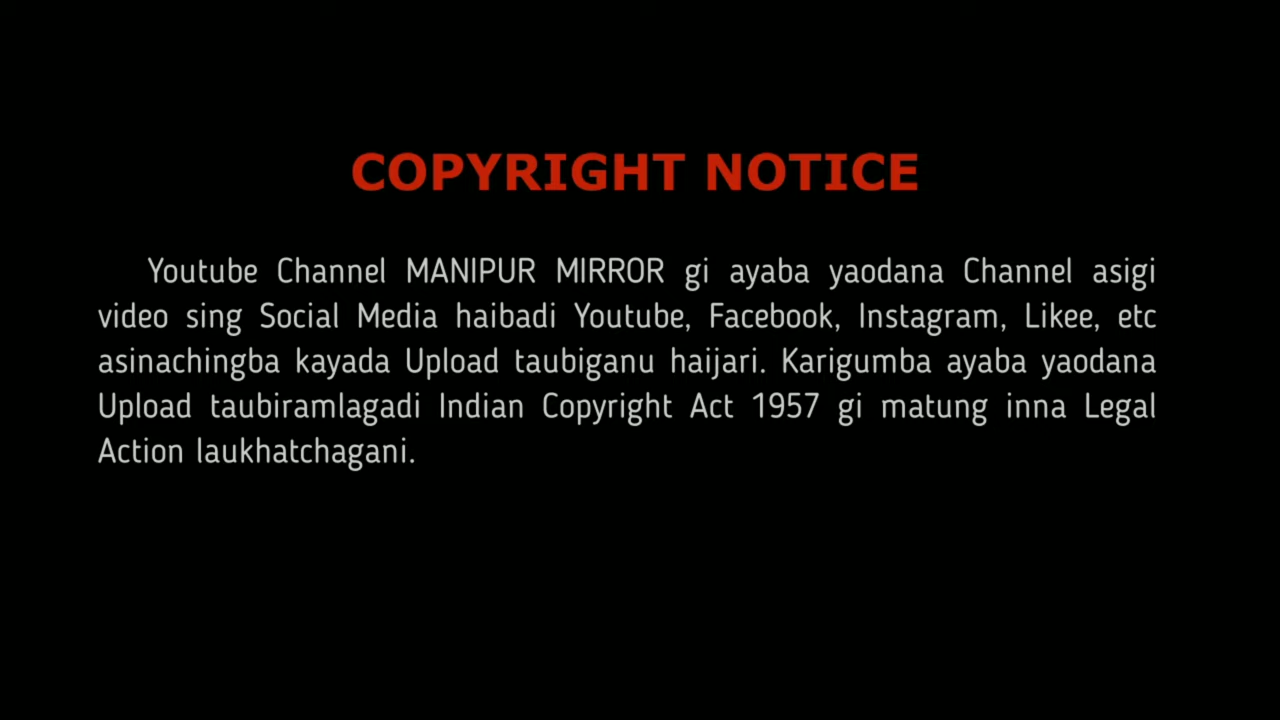 COPYRIGHT NOTICE
Youtube Channel MANIPUR MIRROR gi ayaba yaodana Channel asigi
video sing Social Media haibadi Youtube, Facebook, Instagram, Likee, etc
asinachingba kayada Upload taubiganu haijari. Karigumba ayaba yaodana
Upload taubiramlagadi Indian Copyright Act 1957 gi matung inna Legal
Action laukhatchagani.